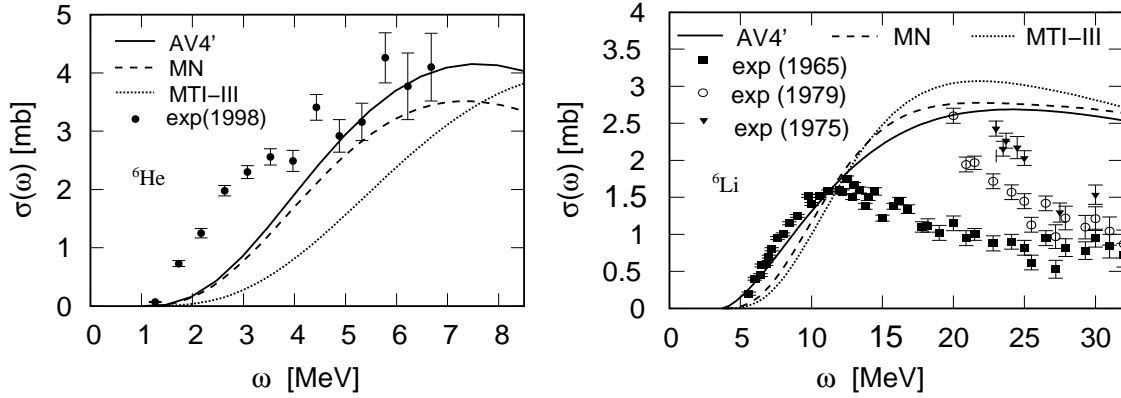 5
4
3
2
1
0
σ(ω) [mb]
AV4'
MN
MTI−III
exp(1998)
⁶He
0 1 2 3 4 5 6 7 8
ω [MeV]
4
3.5
3
2.5
2
1.5
1
0.5
0
σ(ω) [mb]
AV4' MN MTI−III
exp (1965)
exp (1979)
exp (1975)
⁶Li
0 5 10 15 20 25 30
ω [MeV]